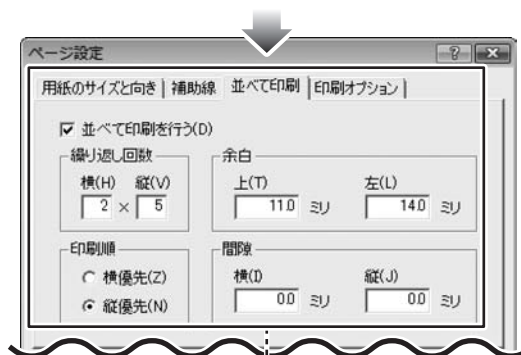 ページ設定
用紙のサイズと向き 補助線 並べて印刷 印刷オプション
並べて印刷を行う(D)
繰り返し回数 余白
横(H) 縦(V) 上(T) 左(L)
2 × 5 11.0 ミリ 14.0 ミリ
印刷順 間隙
横優先(Z) 横(I) 縦(J)
縦優先(N) 0.0 ミリ 0.0 ミリ